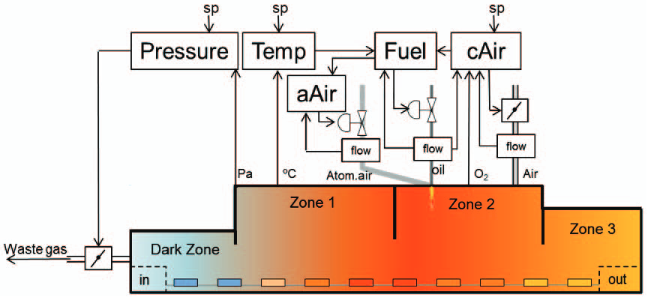 sp sp sp
Pressure Temp Fuel cAir
aAir
flow flow flow
Pa ºC Atom.air oil O2 Air
Zone 1 Zone 2
Zone 3
Dark Zone
Waste gas
in out